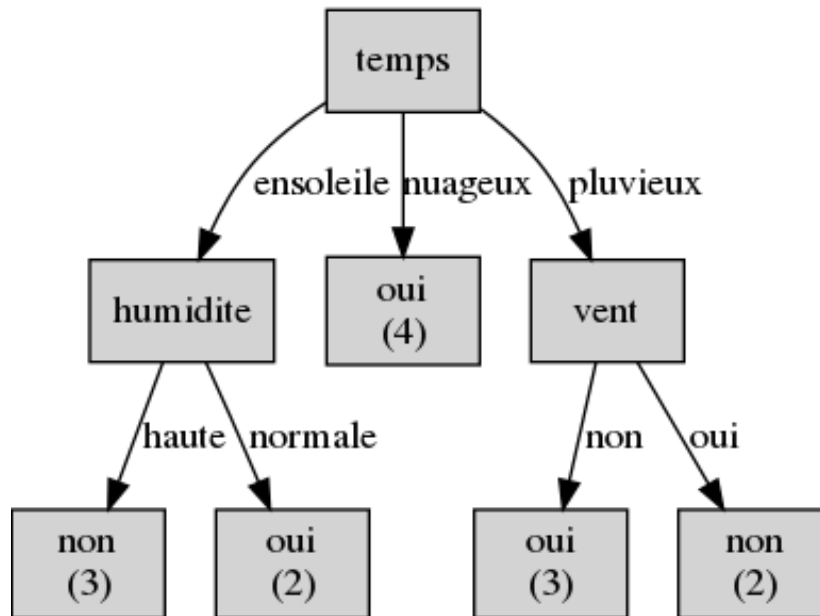 temps
ensoleile nuageux pluvieux
humidite
oui
(4)
vent
haute normale
non oui
non
(3)
oui
(2)
oui
(3)
non
(2)